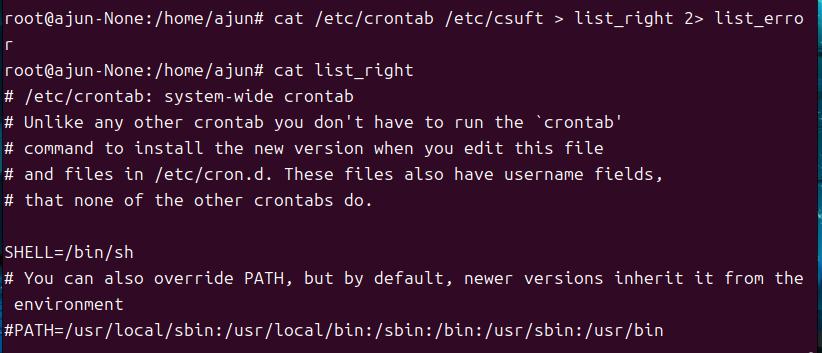 root@ajun-None:/home/ajun# cat /etc/crontab /etc/csuft > list_right 2> list_erro
r
root@ajun-None:/home/ajun# cat list_right
# /etc/crontab: system-wide crontab
# Unlike any other crontab you don't have to run the `crontab'
# command to install the new version when you edit this file
# and files in /etc/cron.d. These files also have username fields,
# that none of the other crontabs do.

SHELL=/bin/sh
# You can also override PATH, but by default, newer versions inherit it from the
 environment
#PATH=/usr/local/sbin:/usr/local/bin:/sbin:/bin:/usr/sbin:/usr/bin